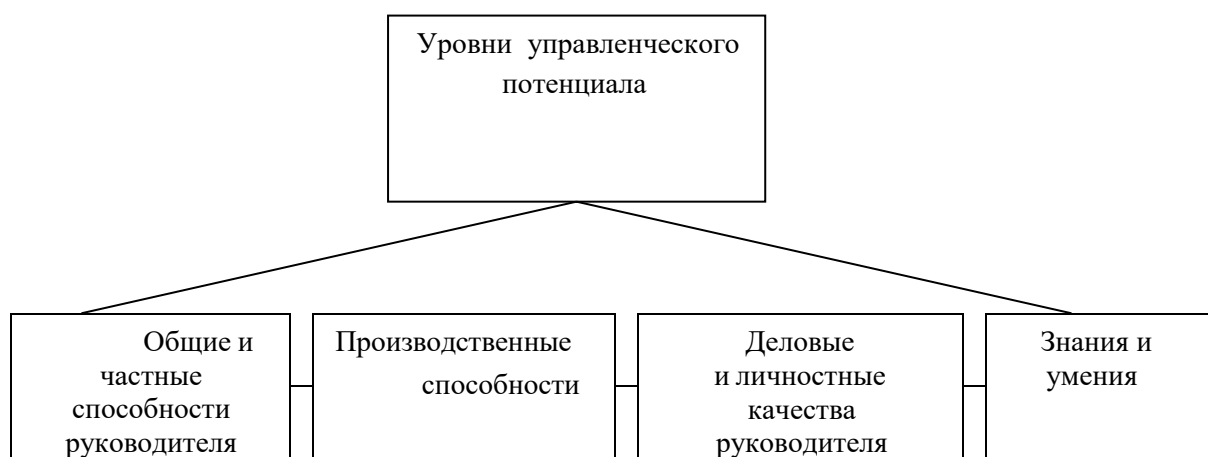 Уровни управленческого
потенциала
Общие и
частные
способности
руководителя
Производственные
способности
Деловые
и личностные
качества
руководителя
Знания и
умения